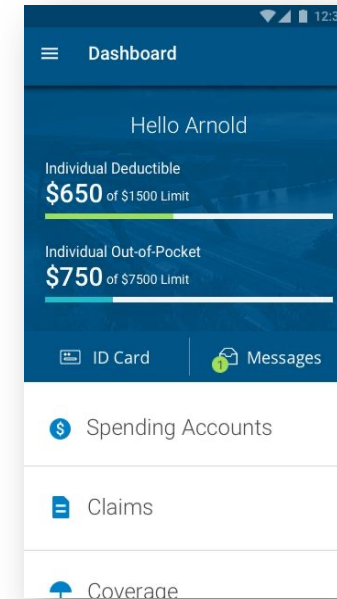 12:3
Dashboard
Hello Arnold
Individual Deductible
$650 of $1500 Limit
Individual Out-of-Pocket
$750 of $7500 Limit
ID Card
1 Messages
Spending Accounts
Claims
Coverage